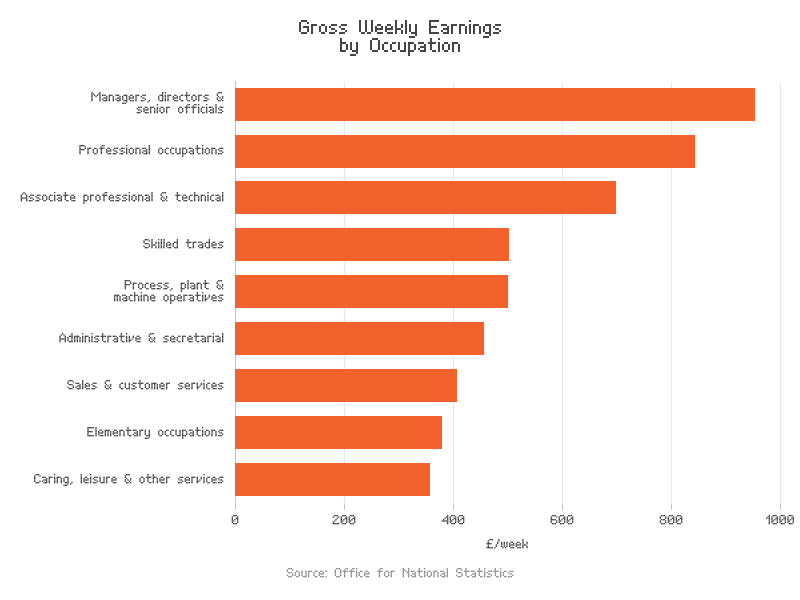 Gross Weekly Earnings
by Occupation
Managers, directors &
senior officials
Professional occupations
Associate professional & technical
Skilled trades
Process, plant &
machine operatives
Administrative & secretarial
Sales & customer services
Elementary occupations
Caring, leisure & other services
0 200 400 600 800 1000
£/week
Source: Office for National Statistics